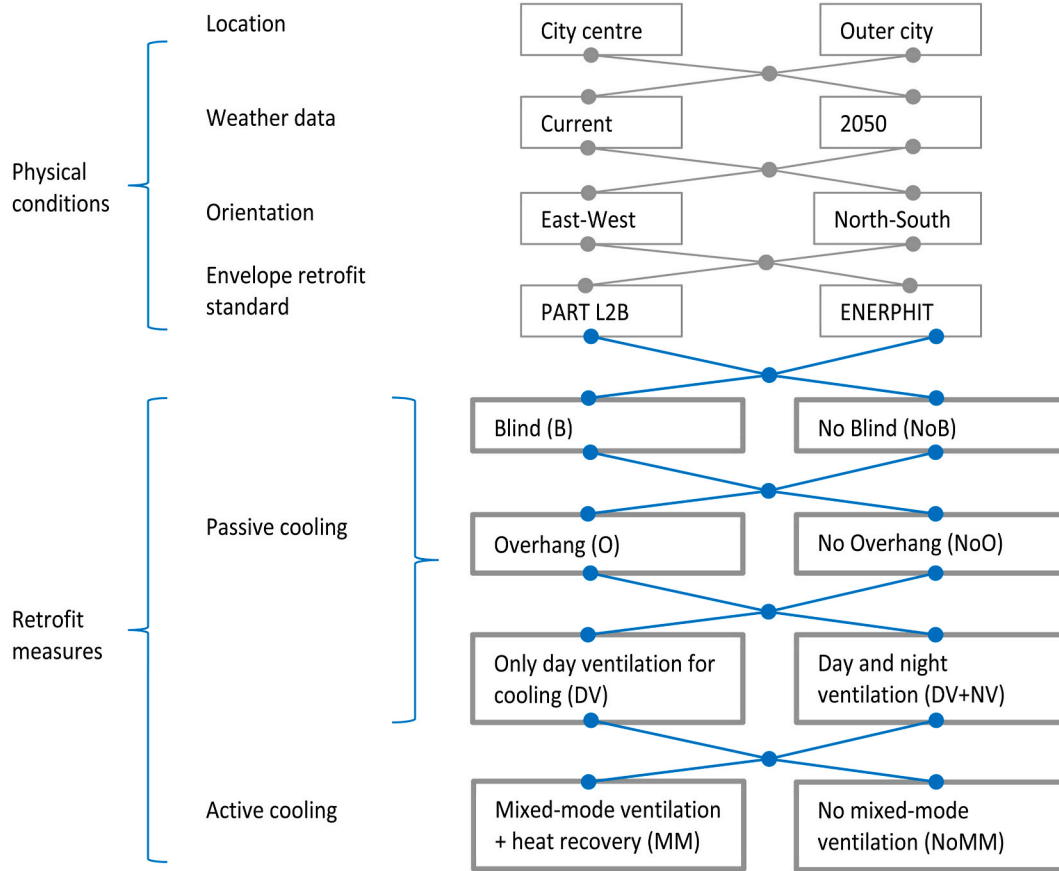 Location
City centre
Outer city
Weather data
Current
2050
Physical
conditions
Orientation
East-West
North-South
Envelope retrofit
standard
PART L2B
ENERPHIT
Blind (B)
No Blind (NoB)
Passive cooling
Overhang (O)
No Overhang (NoO)
Retrofit
measures
Only day ventilation for
cooling (DV)
Day and night
ventilation (DV+NV)
Active cooling
Mixed-mode ventilation
+ heat recovery (MM)
No mixed-mode
ventilation (NoMM)